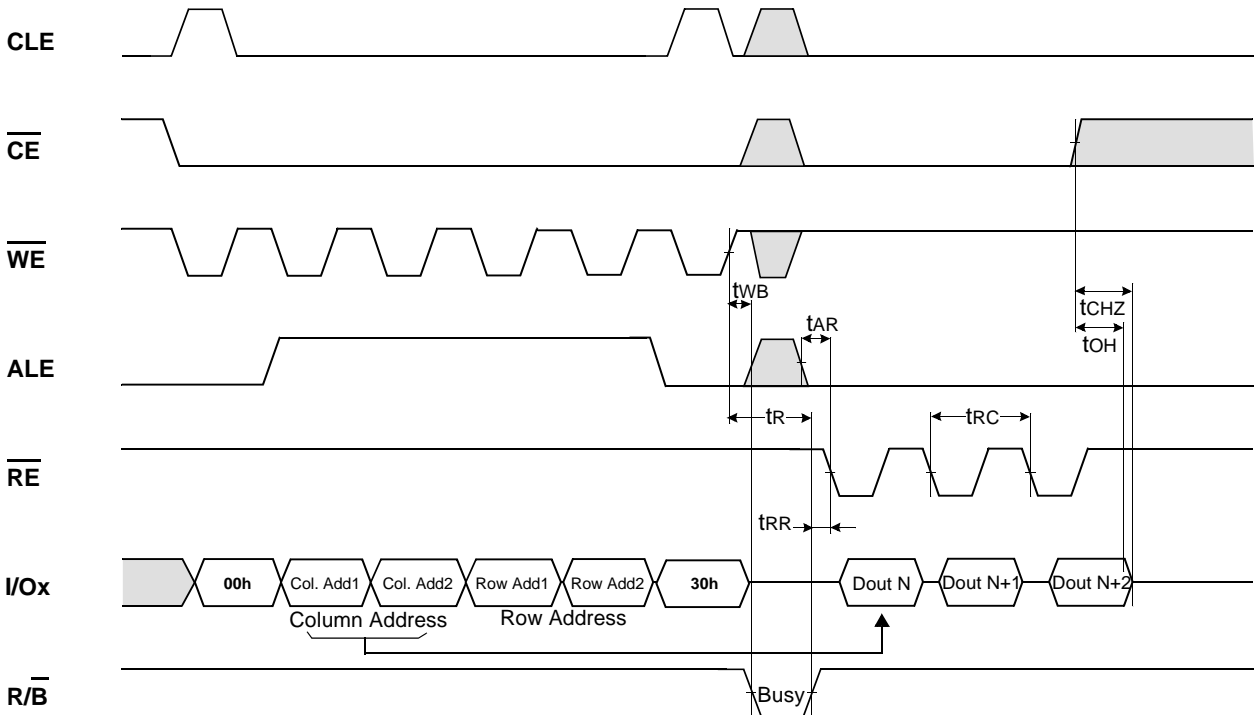 CLE
CE
WE
tWB
tCHZ
tAR
tOH
ALE
tR
tRC
RE
tRR
I/Ox
00h
Col. Add1
Col. Add2
Row Add1
Row Add2
30h
Dout N
Dout N+1
Dout N+2
Column Address
Row Address
R/B
Busy